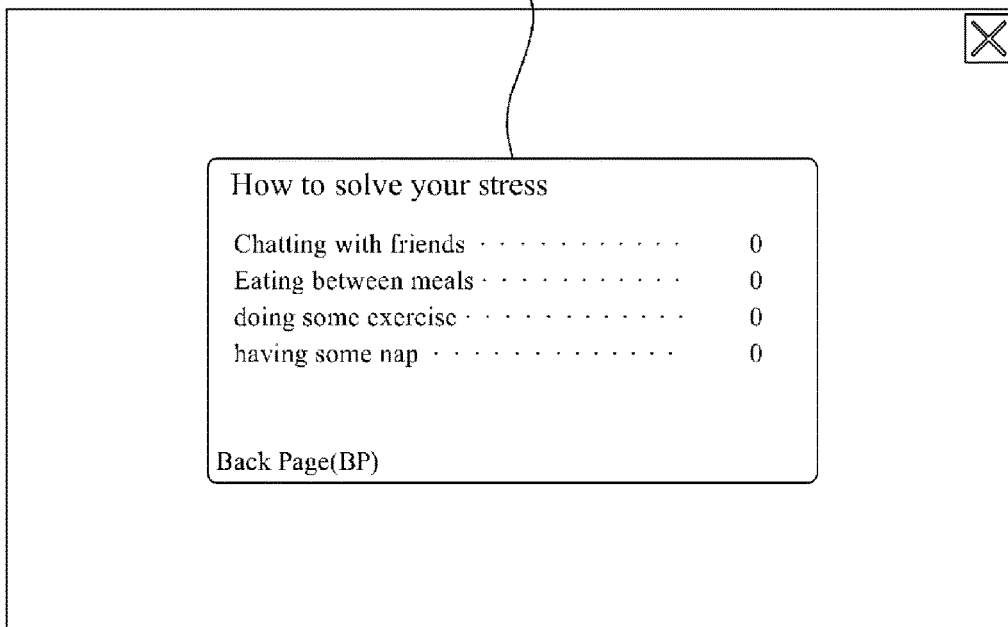 How to solve your stress
Chatting with friends · · · · · · · · · · · 0
Eating between meals · · · · · · · · · · · 0
doing some exercise · · · · · · · · · · · · 0
having some nap · · · · · · · · · · · · · 0
Back Page(BP)